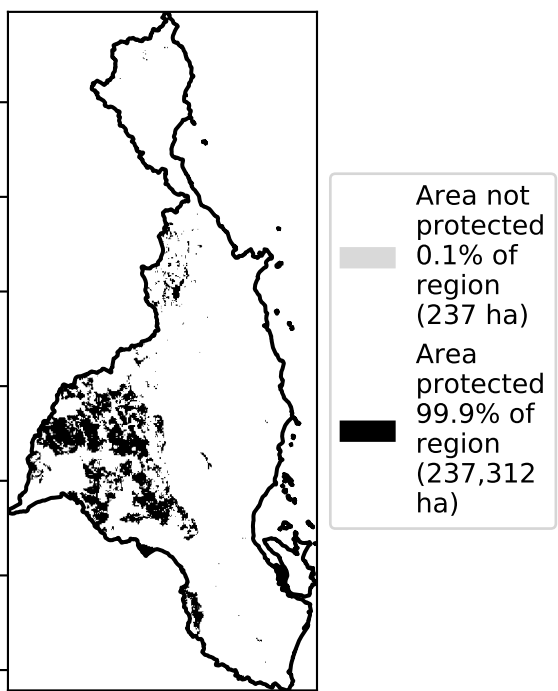 Area not
protected
0.1% of
region
(237 ha)
Area
protected
99.9% of
region
(237,312
ha)